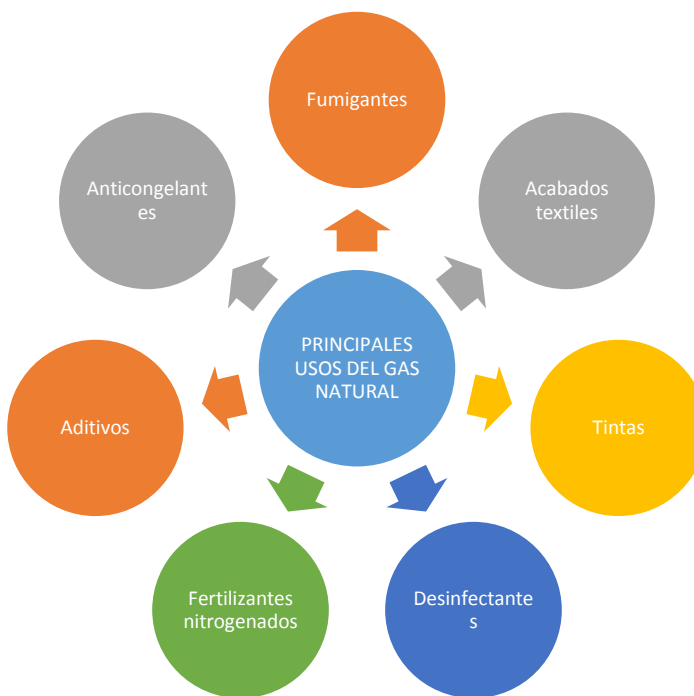 Fumigantes
Anticongelant
es
Acabados
textiles
PRINCIPALES
USOS DEL GAS
NATURAL
Aditivos
Tintas
Fertilizantes
nitrogenados
Desinfectante
s